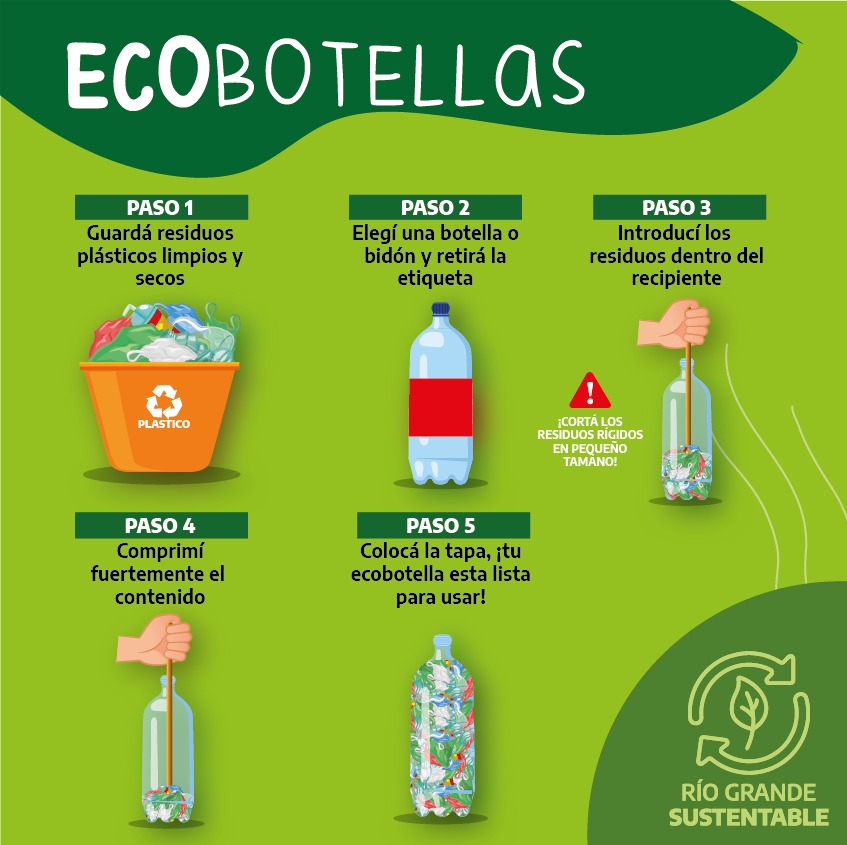 ECOBOTELLAS
PASO 1
Guardá residuos
plásticos limpios y
secos
PLASTICO
PASO 2
Elegí una botella o
bidón y retirá la
etiqueta
PASO 3
Introducí los
residuos dentro del
recipiente
!
¡CORTÁ LOS
RESIDUOS RÍGIDOS
EN PEQUEÑO
TAMANO!
PASO 4
Comprimí
fuertemente el
contenido
PASO 5
Colocá la tapa, ¡tu
ecobotella esta lista
para usar!
RÍO GRANDE
SUSTENTABLE